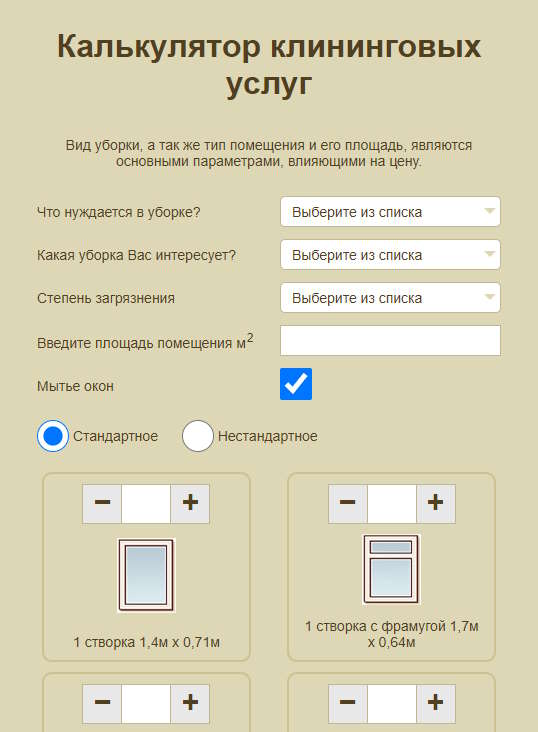 Калькулятор клининговых
услуг
Вид уборки, а так же тип помещения и его площадь, являются
основными параметрами, влияющими на цену.
Что нуждается в уборке? Выберите из списка
Какая уборка Вас интересует? Выберите из списка
Степень загрязнения Выберите из списка
Введите площадь помещения м²
Мытье окон
Стандартное Нестандартное
− + − +
1 створка 1,4м х 0,71м
1 створка с фрамугой 1,7м
х 0,64м
− + − +